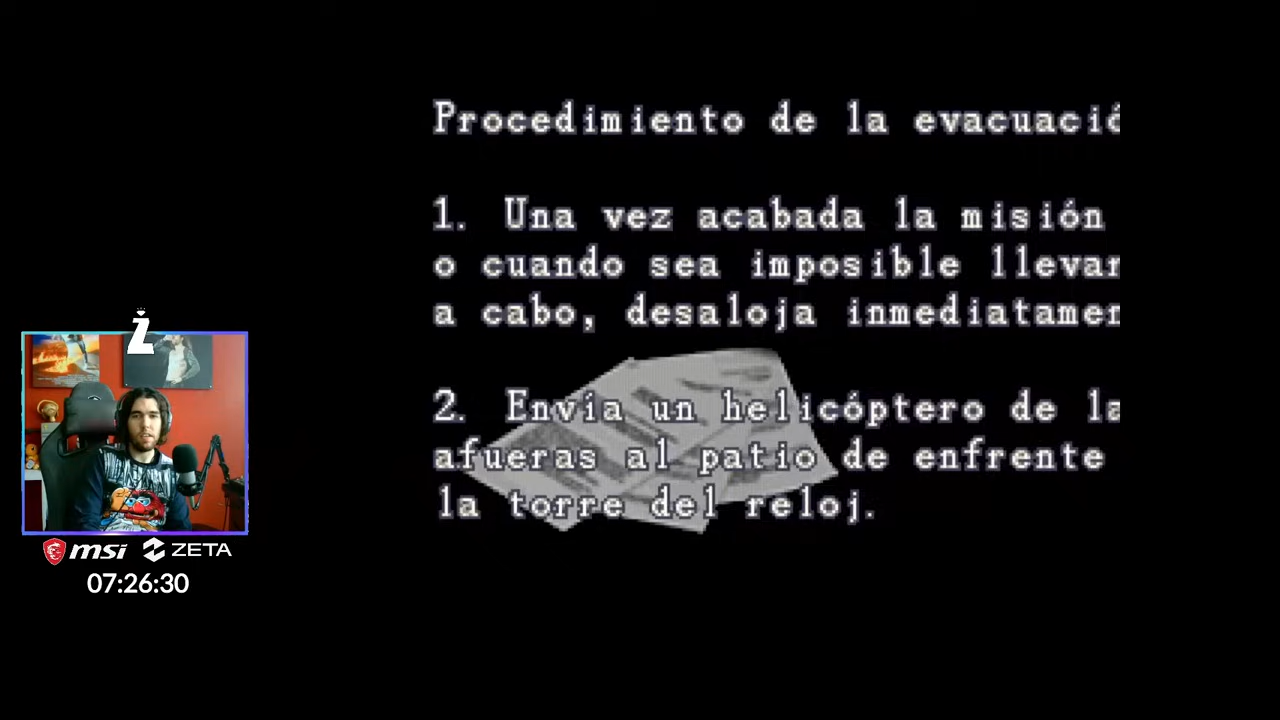 Procedimiento de la evacuació
1. Una vez acabada la misión
o cuando sea imposible llevar
a cabo, desaloja inmediatamen
2. Envía un helicóptero de la
afueras al patio de enfrente
la torre del reloj.
Z
msi ZETA
07:26:30